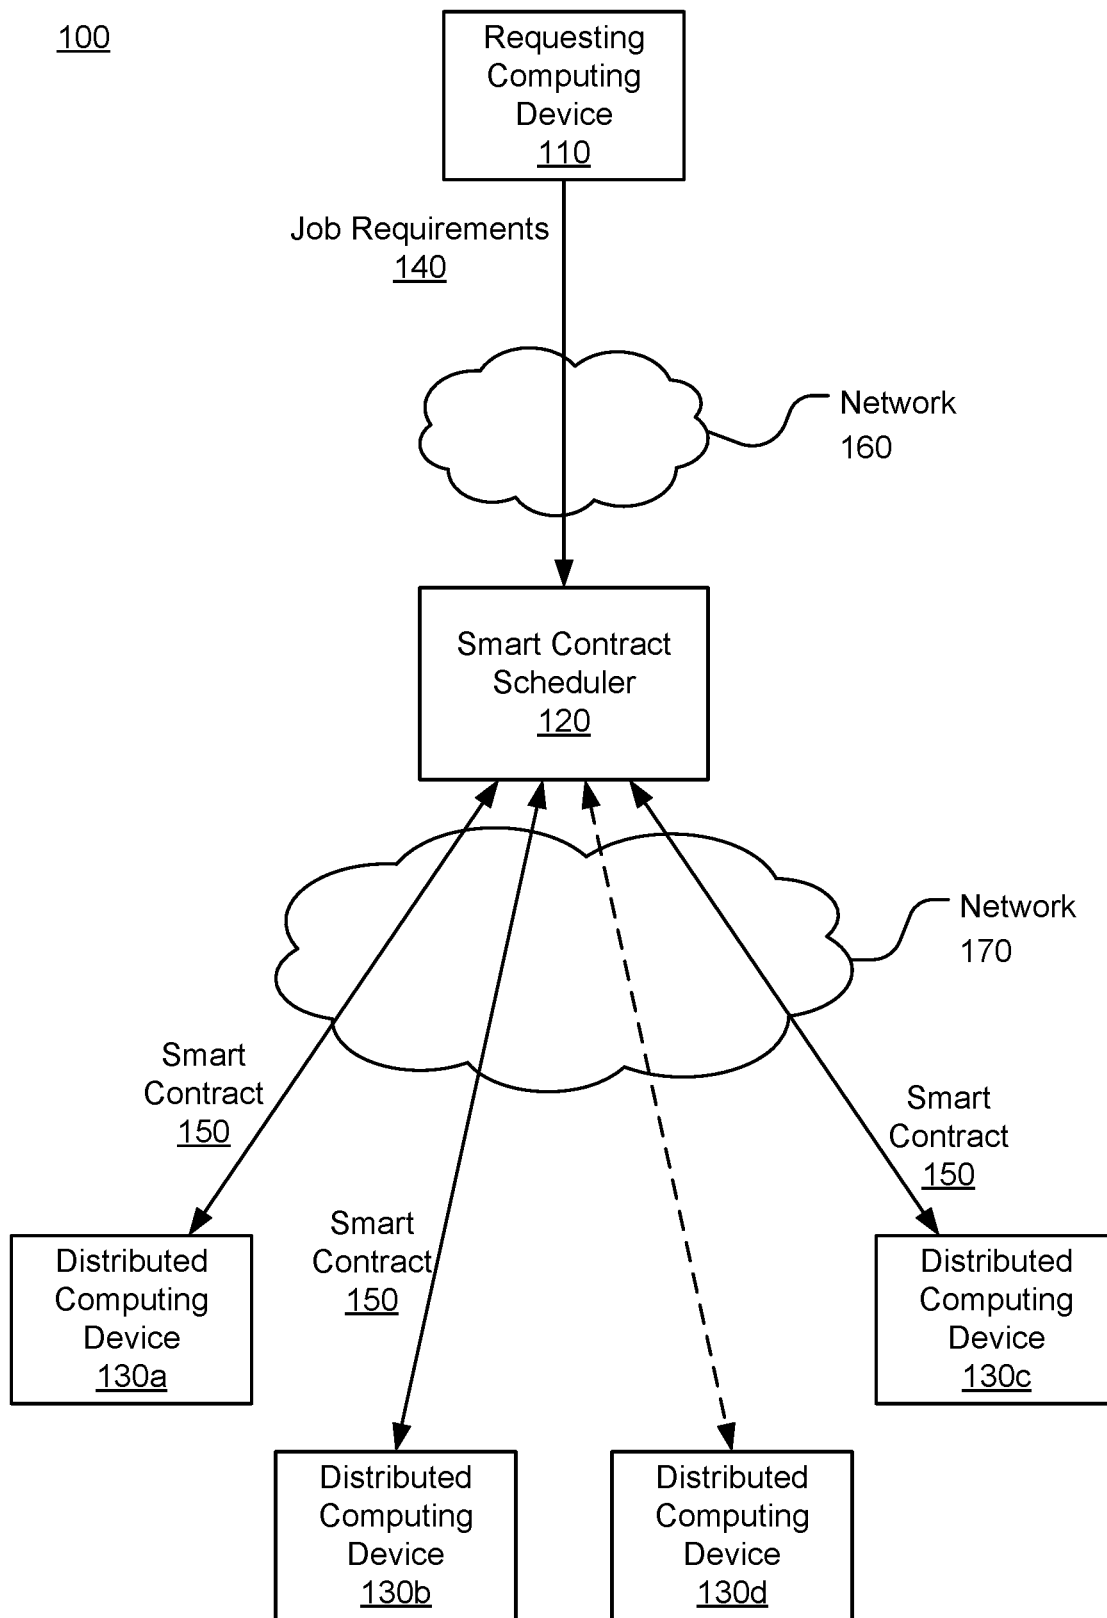 100
Requesting
Computing
Device
110
Job Requirements
140
Network
160
Smart Contract
Scheduler
120
Network
170
Smart
Contract
150
Smart
Contract
150
Smart
Contract
150
Distributed
Computing
Device
130a
Distributed
Computing
Device
130c
Distributed
Computing
Device
130b
Distributed
Computing
Device
130d